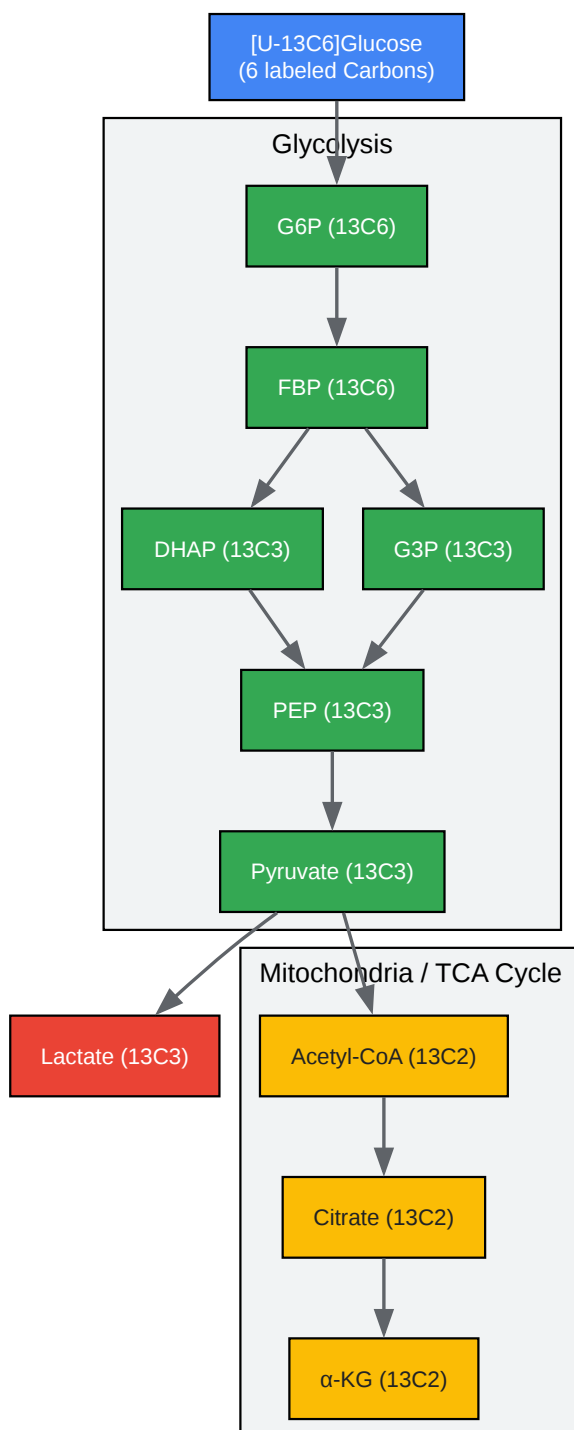 [U-13C6]Glucose
(6 labeled Carbons)
Glycolysis
G6P (13C6)
FBP (13C6)
DHAP (13C3)
G3P (13C3)
PEP (13C3)
Pyruvate (13C3)
Mitochondria / TCA Cycle
Lactate (13C3)
Acetyl-CoA (13C2)
Citrate (13C2)
α-KG (13C2)